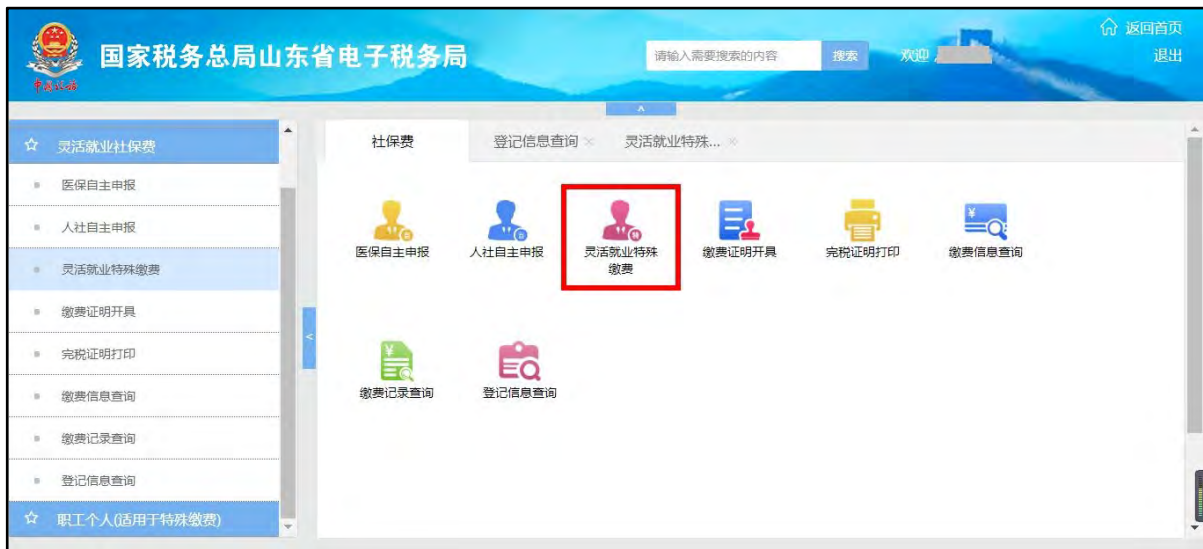 返回首页
国家税务总局山东省电子税务局
请输入需要搜索的内容
搜索
欢迎
退出
中国税务
灵活就业社保费
社保费
登记信息查询
灵活就业特殊...
医保自主申报
人社自主申报
灵活就业特殊缴费
缴费证明开具
完税证明打印
缴费信息查询
缴费记录查询
登记信息查询
职工个人(适用于特殊缴费)
医保自主申报
人社自主申报
灵活就业特殊
缴费
缴费证明开具
完税证明打印
缴费信息查询
缴费记录查询
登记信息查询